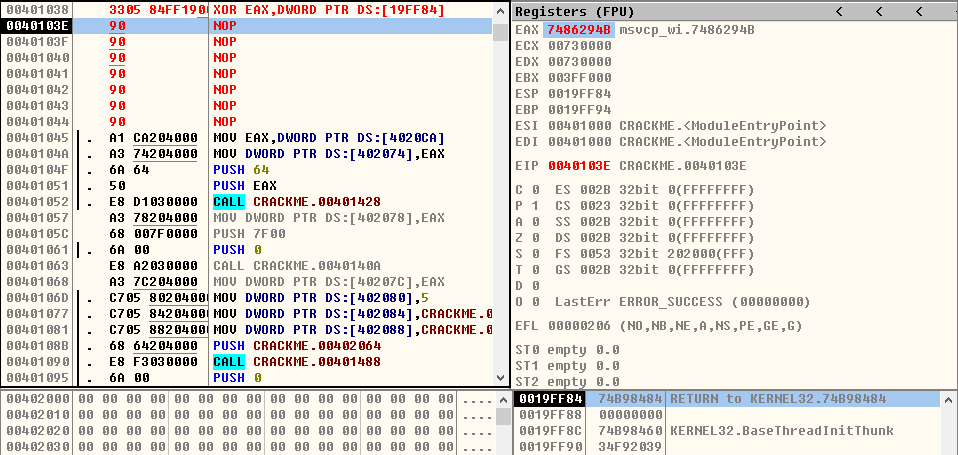 00401038 3305 84FF1900 XOR EAX,DWORD PTR DS:[19FF84]
0040103E 90 NOP
0040103F 90 NOP
00401040 90 NOP
00401041 90 NOP
00401042 90 NOP
00401043 90 NOP
00401044 90 NOP
00401045 . A1 CA204000 MOV EAX,DWORD PTR DS:[4020CA]
0040104A . A3 74204000 MOV DWORD PTR DS:[402074],EAX
0040104F . 6A 64 PUSH 64
00401051 . 50 PUSH EAX
00401052 . E8 D1030000 CALL CRACKME.00401428
00401057 A3 78204000 MOV DWORD PTR DS:[402078],EAX
0040105C 68 007F0000 PUSH 7F00
00401061 . 6A 00 PUSH 0
00401063 E8 A2030000 CALL CRACKME.0040140A
00401068 A3 7C204000 MOV DWORD PTR DS:[40207C],EAX
0040106D . C705 80204000 MOV DWORD PTR DS:[402080],5
00401077 . C705 84204000 MOV DWORD PTR DS:[402084],CRACKME.0
00401081 . C705 88204000 MOV DWORD PTR DS:[402088],CRACKME.0
0040108B . 68 64204000 PUSH CRACKME.00402064
00401090 . E8 F3030000 CALL CRACKME.00401488
00401095 . 6A 00 PUSH 0
Registers (FPU) < < <
EAX 7486294B msvcp_wi.7486294B
ECX 00730000
EDX 00730000
EBX 003FF000
ESP 0019FF84
EBP 0019FF94
ESI 00401000 CRACKME.<ModuleEntryPoint>
EDI 00401000 CRACKME.<ModuleEntryPoint>
EIP 0040103E CRACKME.0040103E
C 0 ES 002B 32bit 0(FFFFFFFF)
P 1 CS 0023 32bit 0(FFFFFFFF)
A 0 SS 002B 32bit 0(FFFFFFFF)
Z 0 DS 002B 32bit 0(FFFFFFFF)
S 0 FS 0053 32bit 202000(FFF)
T 0 GS 002B 32bit 0(FFFFFFFF)
D 0
O 0 LastErr ERROR_SUCCESS (00000000)
EFL 00000206 (NO,NB,NE,A,NS,PE,GE,G)
ST0 empty 0.0
ST1 empty 0.0
ST2 empty 0.0
00402000 00 00 00 00 00 00 00 00 00 00 00 00 00 00 00 00 ....
00402010 00 00 00 00 00 00 00 00 00 00 00 00 00 00 00 00 ....
00402020 00 00 00 00 00 00 00 00 00 00 00 00 00 00 00 00 ....
00402030 00 00 00 00 00 00 00 00 00 00 00 00 00 00 00 00 ....
0019FF84 74B98484 RETURN to KERNEL32.74B98484
0019FF88 00000000
0019FF8C 74B98460 KERNEL32.BaseThreadInitThunk
0019FF90 34F92039